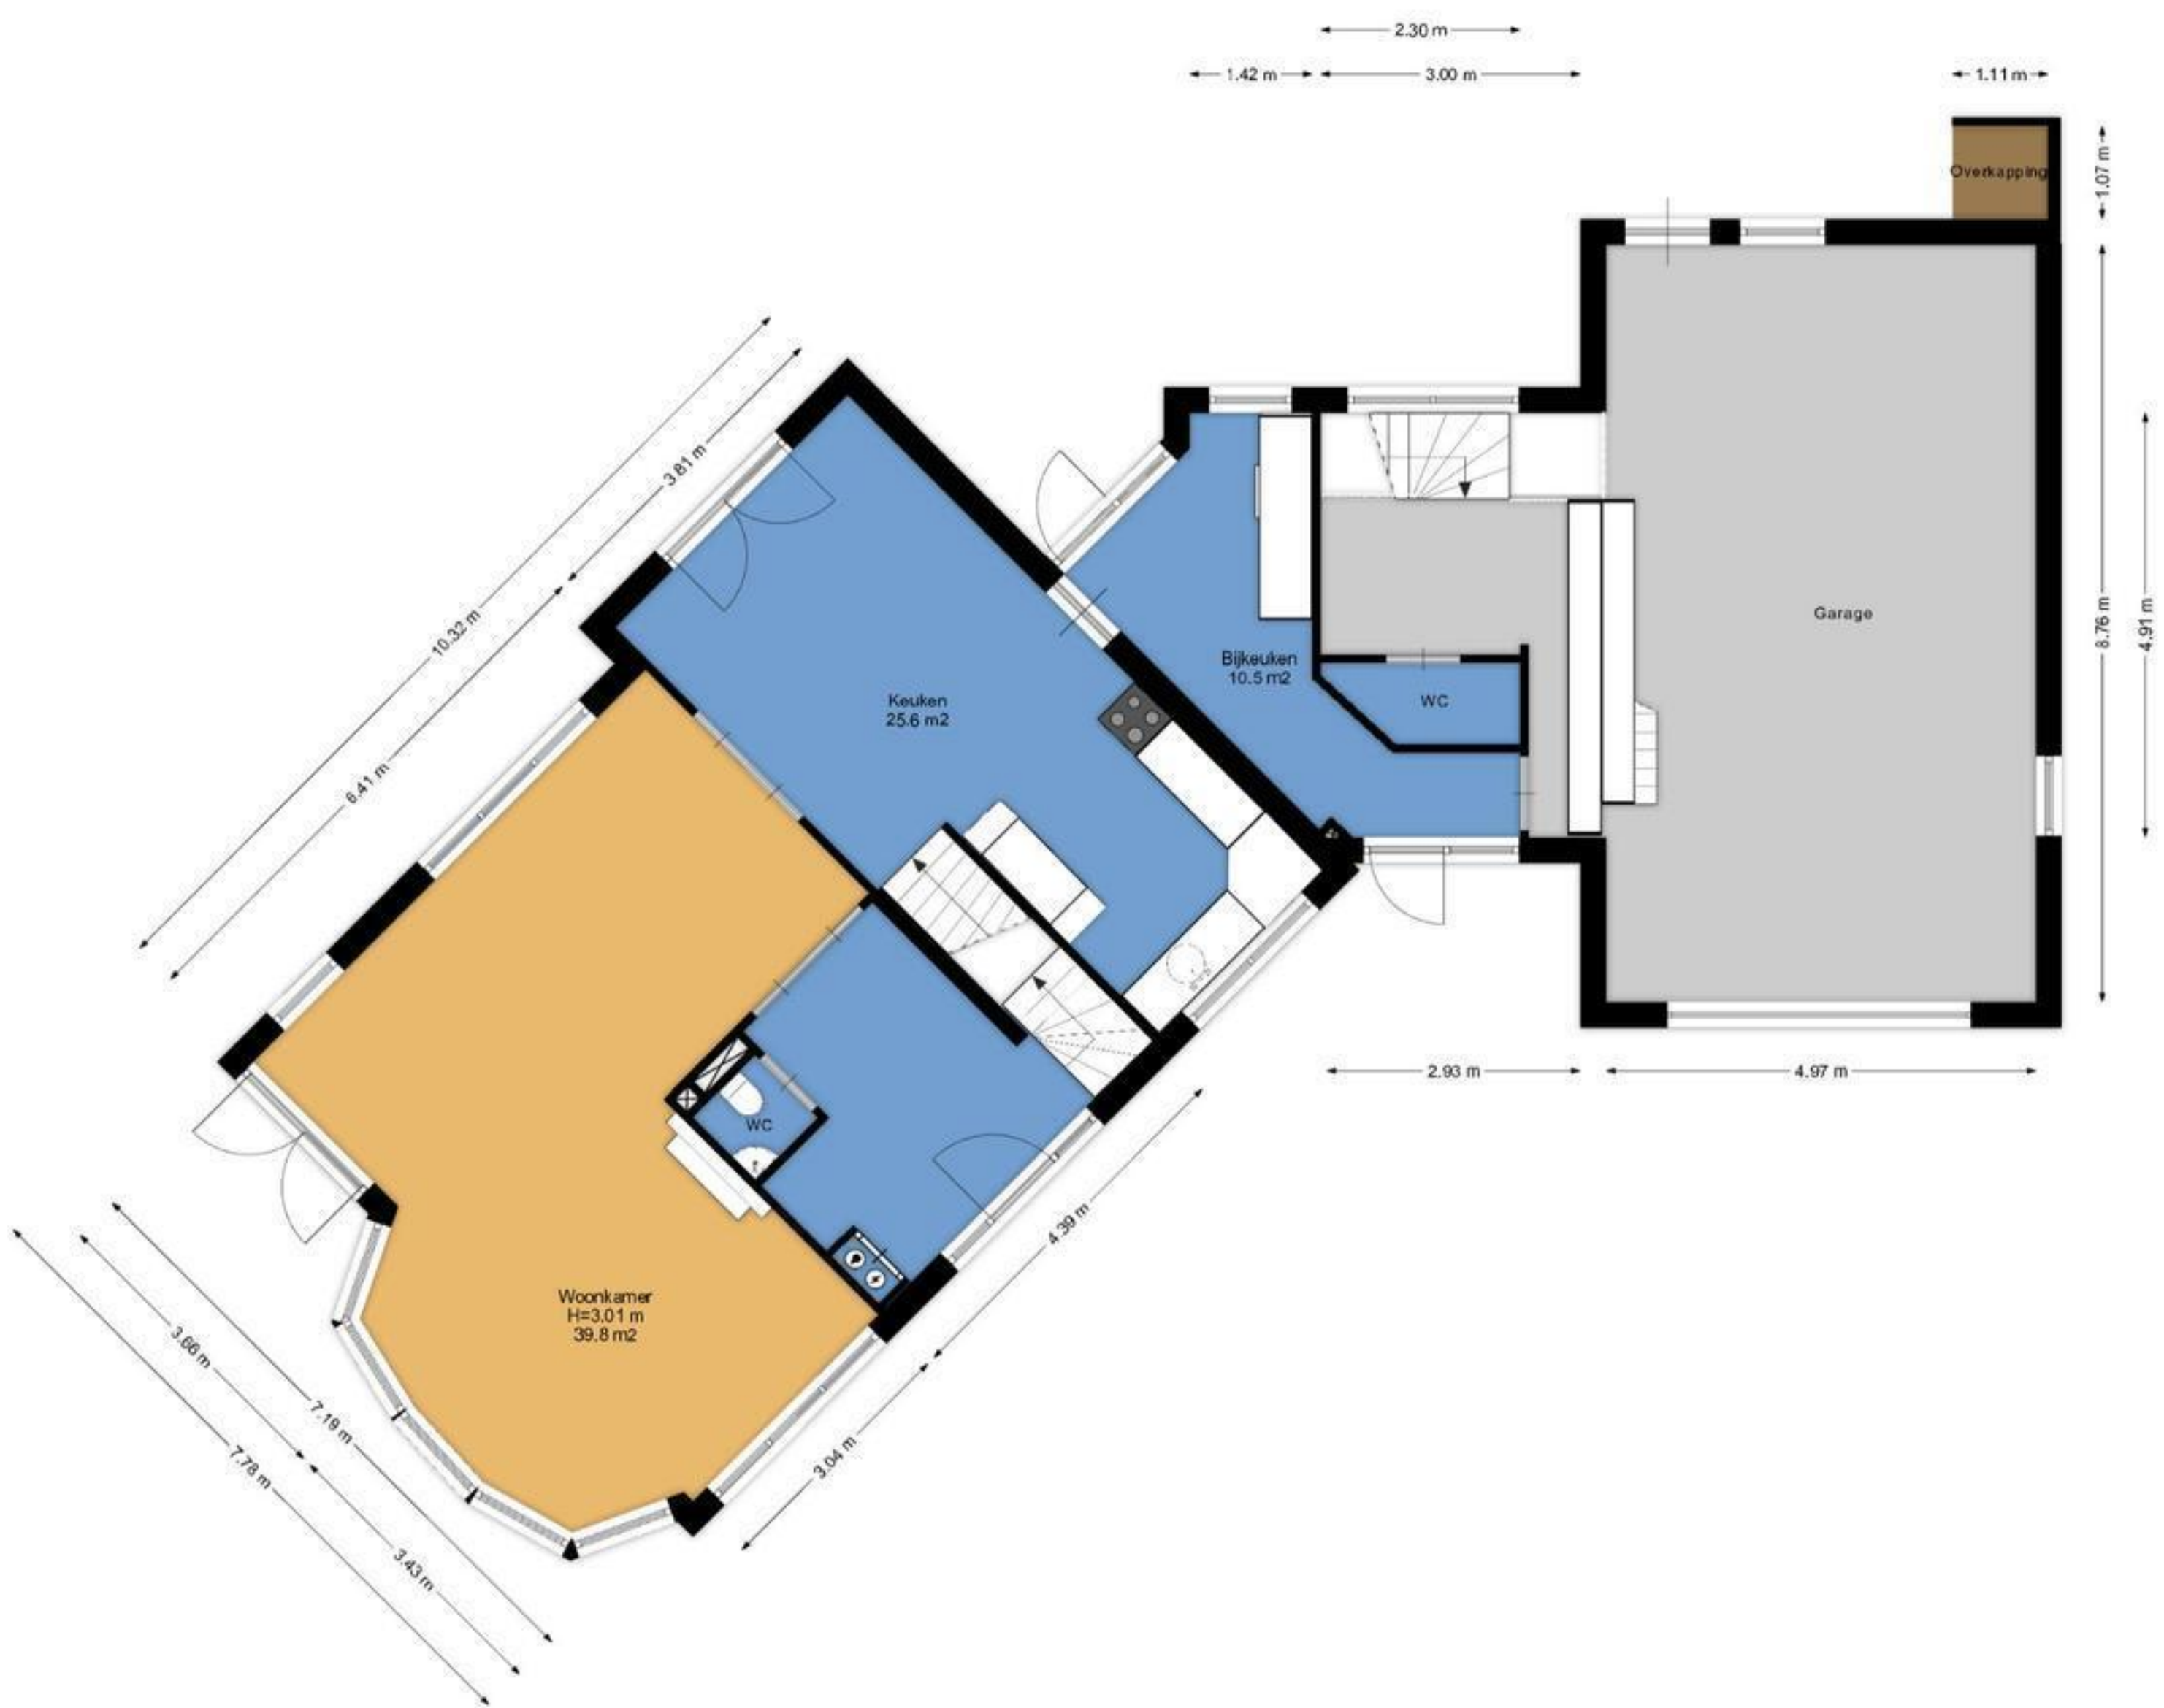 2.30 m
1.42 m
3.00 m
1.11 m
Overkapping
1.07 m
10.32 m
3.81 m
6.41 m
Garage
8.76 m
4.91 m
Bijkeuken
10.5 m2
WC
Keuken
25.6 m2
2.93 m
4.97 m
WC
4.39 m
Woonkamer
H=3.01 m
39.8 m2
3.66 m
7.19 m
7.78 m
3.04 m
3.43 m